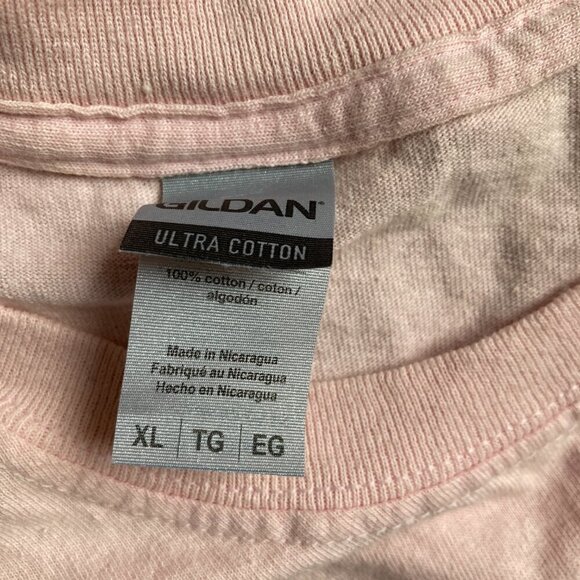 GILDAN®
ULTRA COTTON
100% cotton / coton /
algodón
Made in Nicaragua
Fabriqué au Nicaragua
Hecho en Nicaragua
XL | TG | EG